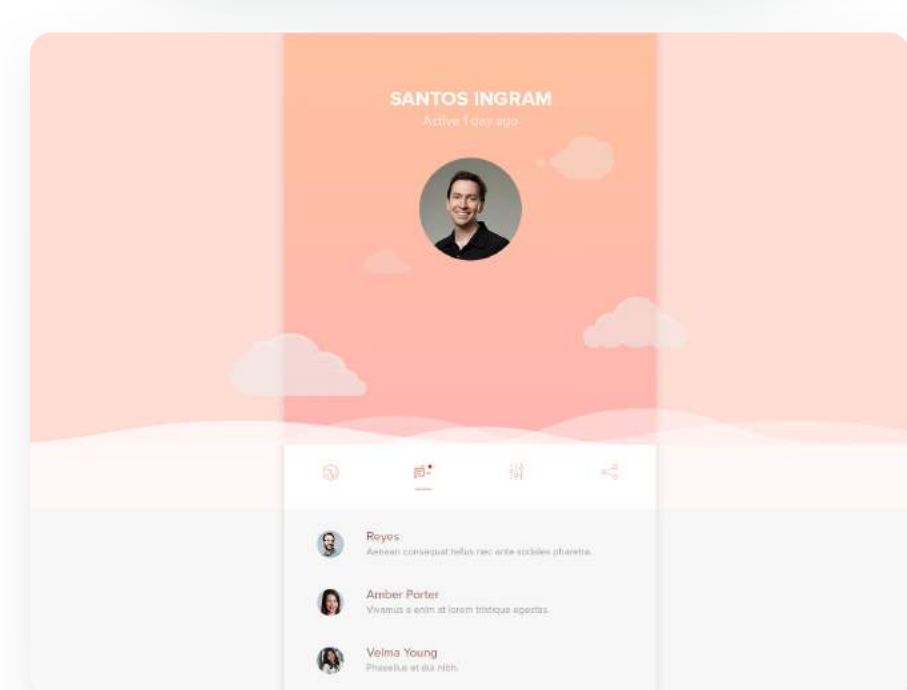 SANTOS INGRAM
Active 1 day ago
Reyes
Aenean consequat tellus nec ante sodales pharetra.
Amber Porter
Vivamus a enim at lorem tristique egestas.
Velma Young
Phasellus et dui nibh.